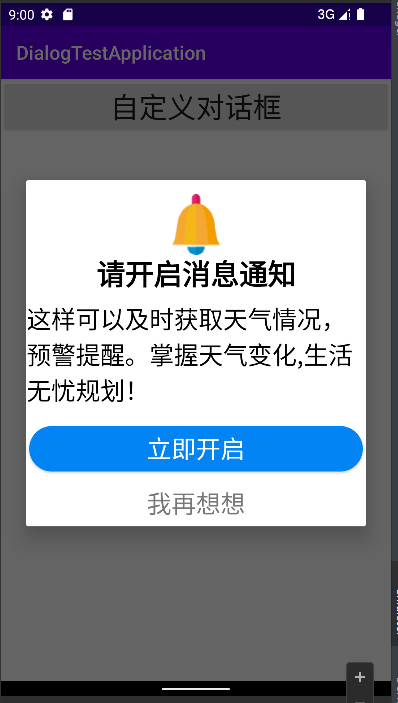 9:00 3G
DialogTestApplication
自定义对话框
请开启消息通知
这样可以及时获取天气情况，
预警提醒。掌握天气变化,生活
无忧规划！
立即开启
我再想想